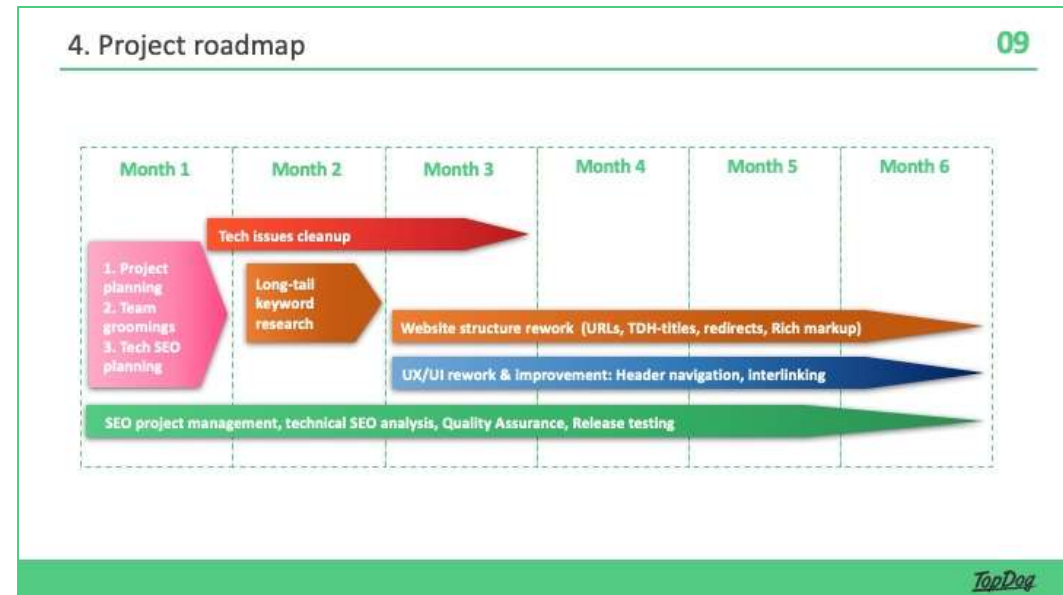 4. Project roadmap
09
Month 1
Month 2
Month 3
Month 4
Month 5
Month 6
Tech issues cleanup
1. Project
planning
2. Team
groomings
3. Tech SEO
planning
Long-tail
keyword
research
Website structure rework (URLs, TDH-titles, redirects, Rich markup)
UX/UI rework & improvement: Header navigation, interlinking
SEO project management, technical SEO analysis, Quality Assurance, Release testing
TopDog